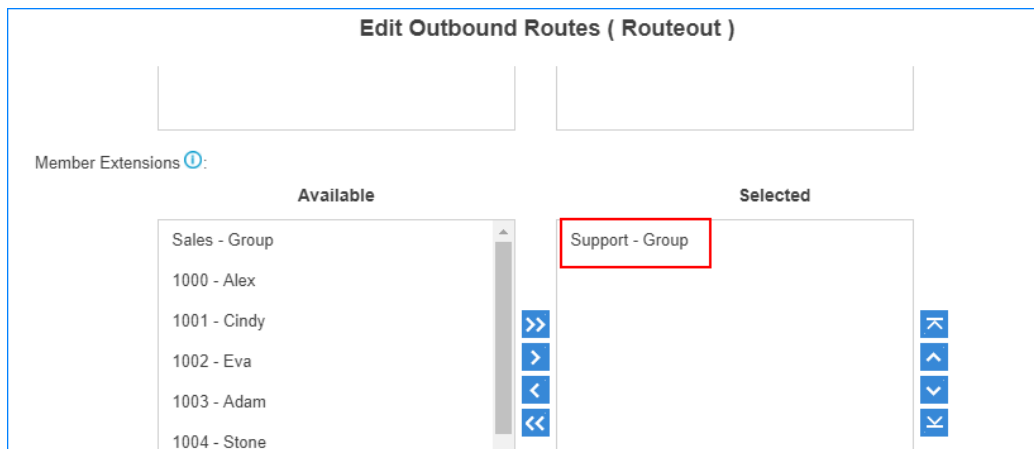 Edit Outbound Routes ( Routeout )
Member Extensions :
Available
Selected
Sales - Group
Support - Group
1000 - Alex
1001 - Cindy
1002 - Eva
1003 - Adam
1004 - Stone